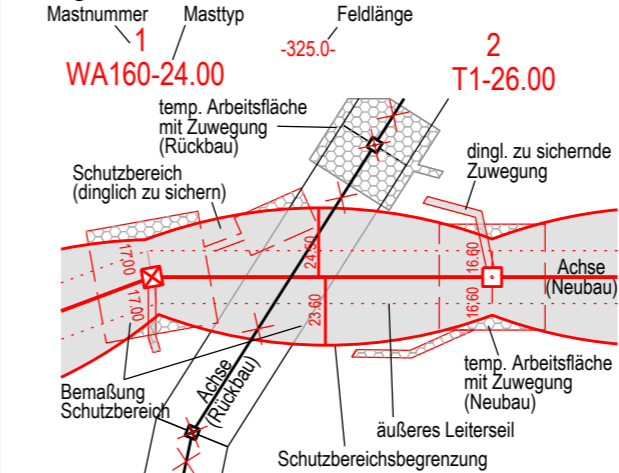 Mastnummer
Masttyp
Feldlänge
1
-325.0-
2
WA160-24.00
T1-26.00
temp. Arbeitsfläche
mit Zuwegung
(Rückbau)
dingl. zu sichernde
Zuwegung
Schutzbereich
(dinglich zu sichern)
17.00
24.50
16.60
Achse
(Neubau)
17.00
23.60
16.60
Bemaßung
Schutzbereich
Achse
(Rückbau)
temp. Arbeitsfläche
mit Zuwegung
(Neubau)
äußeres Leiterseil
Schutzbereichsbegrenzung